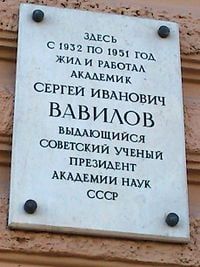 ЗДЕСЬ
С 1932 ПО 1951 ГОД
ЖИЛ И РАБОТАЛ
АКАДЕМИК
СЕРГЕЙ ИВАНОВИЧ
ВАВИЛОВ
ВЫДАЮЩИЙСЯ
СОВЕТСКИЙ УЧЕНЫЙ
ПРЕЗИДЕНТ
АКАДЕМИИ НАУК
СССР